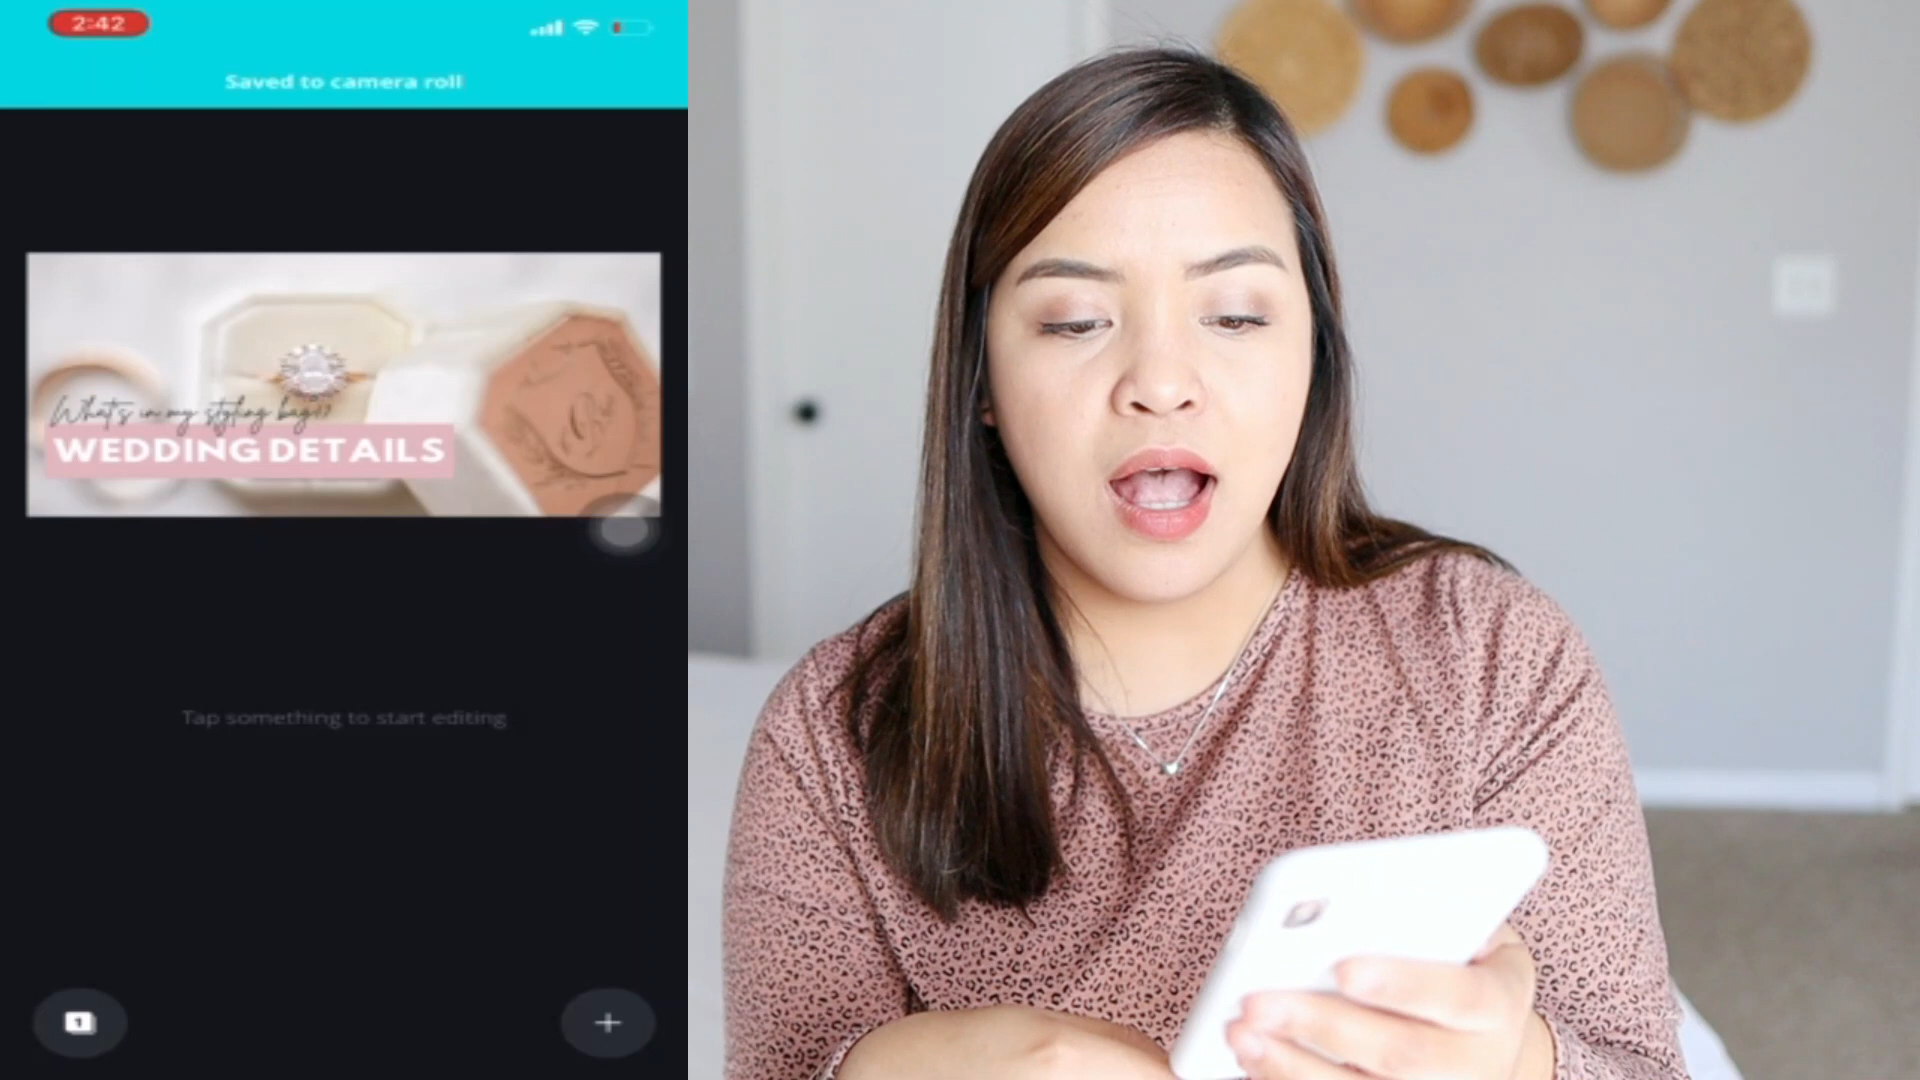 2:42
Saved to camera roll
What's in my styling bag??
WEDDING DETAILS
Tap something to start editing
1